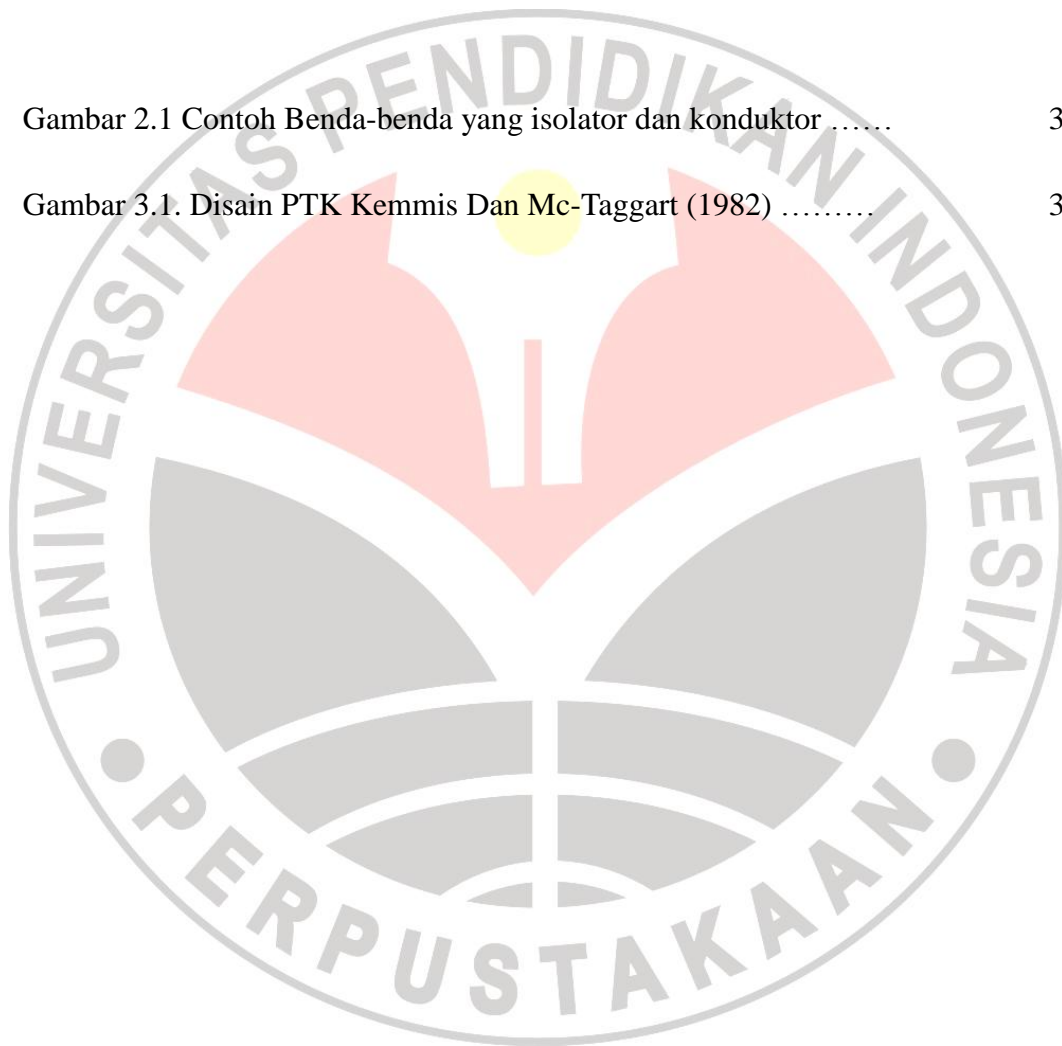 Gambar 2.1 Contoh Benda-benda yang isolator dan konduktor ...... 3
Gambar 3.1. Disain PTK Kemmis Dan Mc-Taggart (1982) ......... 3
UNIVERSITAS PENDIDIKAN INDONESIA
PERPUSTAKAAN